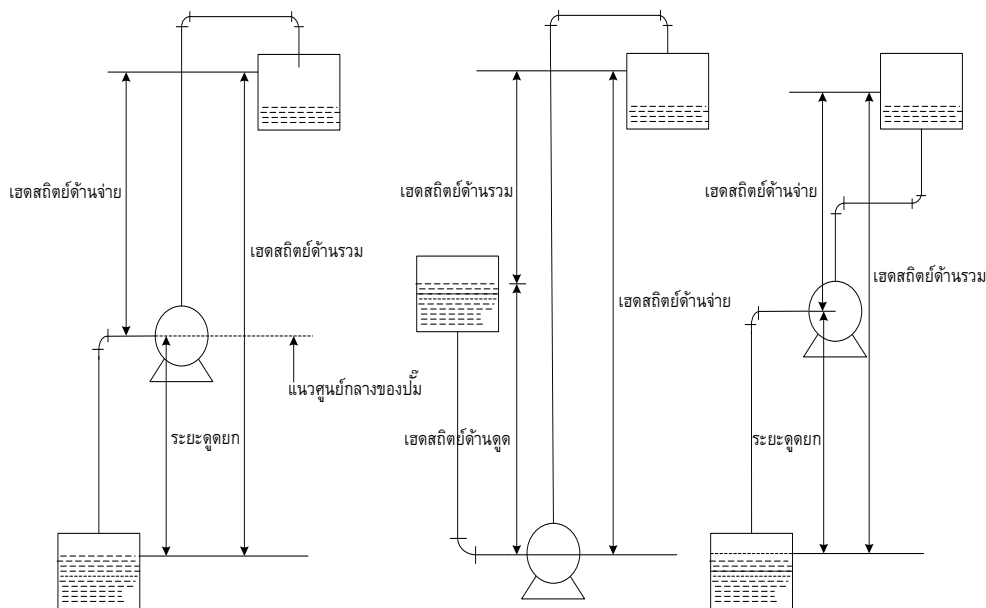 เฮดสถิตย์ด้านจ่าย
เฮดสถิตย์ด้านรวม
แนวศูนย์กลางของปั๊ม
ระยะดูดยก
เฮดสถิตย์ด้านรวม
เฮดสถิตย์ด้านจ่าย
เฮดสถิตย์ด้านดูด
เฮดสถิตย์ด้านจ่าย
เฮดสถิตย์ด้านรวม
ระยะดูดยก